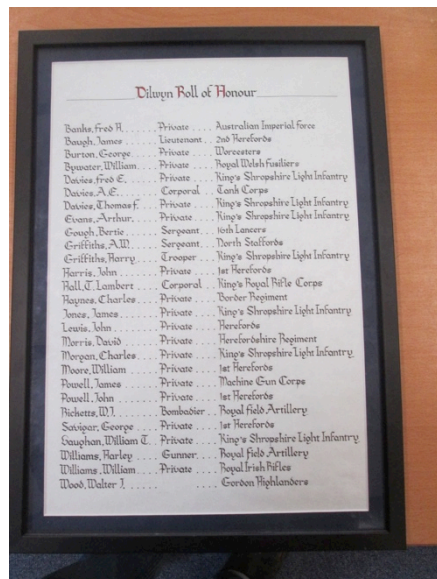 Dilwyn Roll of Honour
Banks, Fred A. ...... Private .... Australian Imperial Force
Baugh, James ...... Lieutenant .. 2nd Herefords
Burton, George ..... Private .... Worcesters
Bywater, William .... Private .... Royal Welsh Fusiliers
Davies, Fred E. .... Private .... King's Shropshire Light Infantry
Davies, A.E. ...... Corporal ... Tank Corps
Davies, Thomas F. .. Private .... King's Shropshire Light Infantry
Evans, Arthur. .... Private .... King's Shropshire Light Infantry
Gough, Bertie ..... Sergeant .... 16th Lancers
Griffiths, A.W. .... Sergeant.... North Staffords
Griffiths, Harry .... Trooper .... King's Shropshire Light Infantry
Harris, John ...... Private .... 1st Herefords
Hall, T. Lambert ... Corporal .... King's Royal Rifle Corps
Haynes, Charles .... Private .... Border Regiment
Jones, James ...... Private .... King's Shropshire Light Infantry
Lewis, John ...... Private .... Herefords
Morris, David ..... Private .... Herefordshire Regiment
Morgan, Charles .... Private .... King's Shropshire Light Infantry
Moore, William .... Private .... 1st Herefords
Powell, James ..... Private .... Machine Gun Corps
Powell, John ...... Private .... 1st Herefords
Ricketts, W.J. ..... Bombadier .. Royal Field Artillery
Savigar, George .... Private .... 1st Herefords
Vaughan, William T. . Private .... King's Shropshire Light Infantry
Williams, Harley .... Gunner. ... Royal Field Artillery
Williams, William ... Private .... Royal Irish Rifles
Wood, Walter J. ...... .... Gordon Highlanders